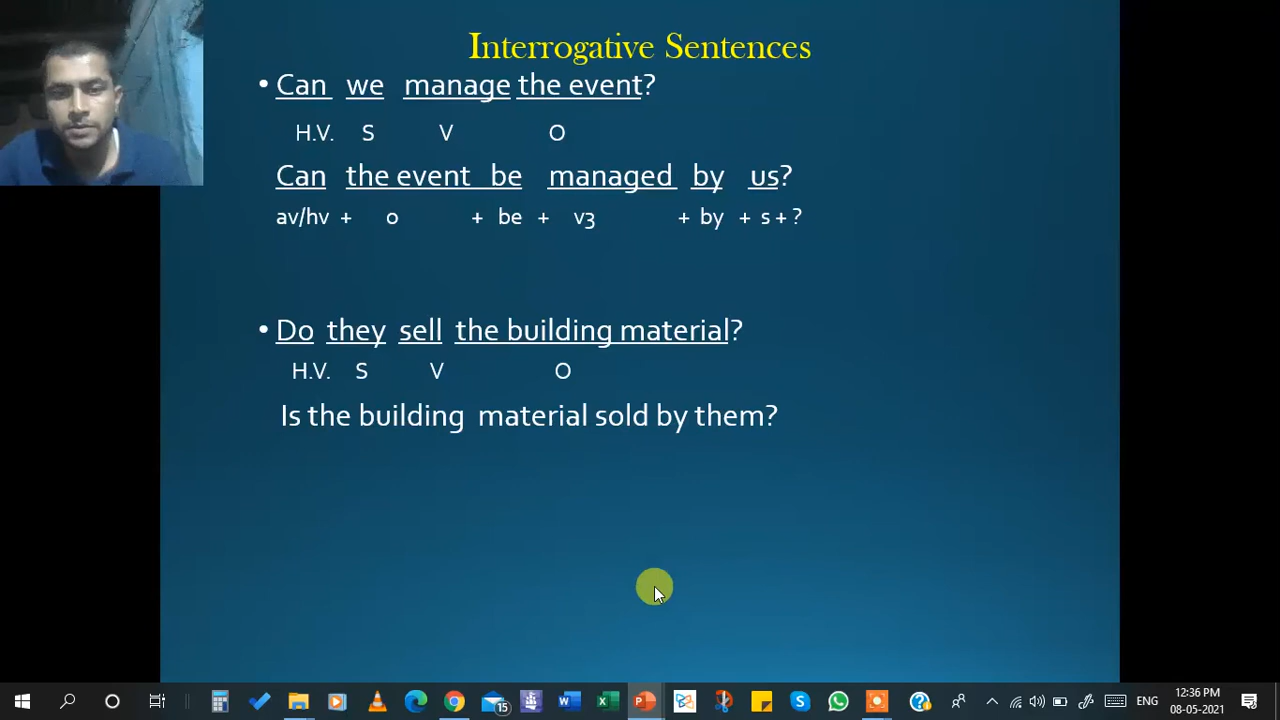 Interrogative Sentences
• Can we manage the event?
H.V. S V O
Can the event be managed by us?
av/hv + o + be + v3 + by + s + ?
• Do they sell the building material?
H.V. S V O
Is the building material sold by them?
15
ENG
12:36 PM
08-05-2021